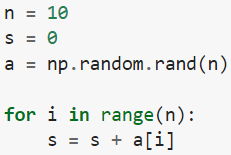 n = 10
s = 0
a = np.random.rand(n)

for i in range(n):
    s = s + a[i]